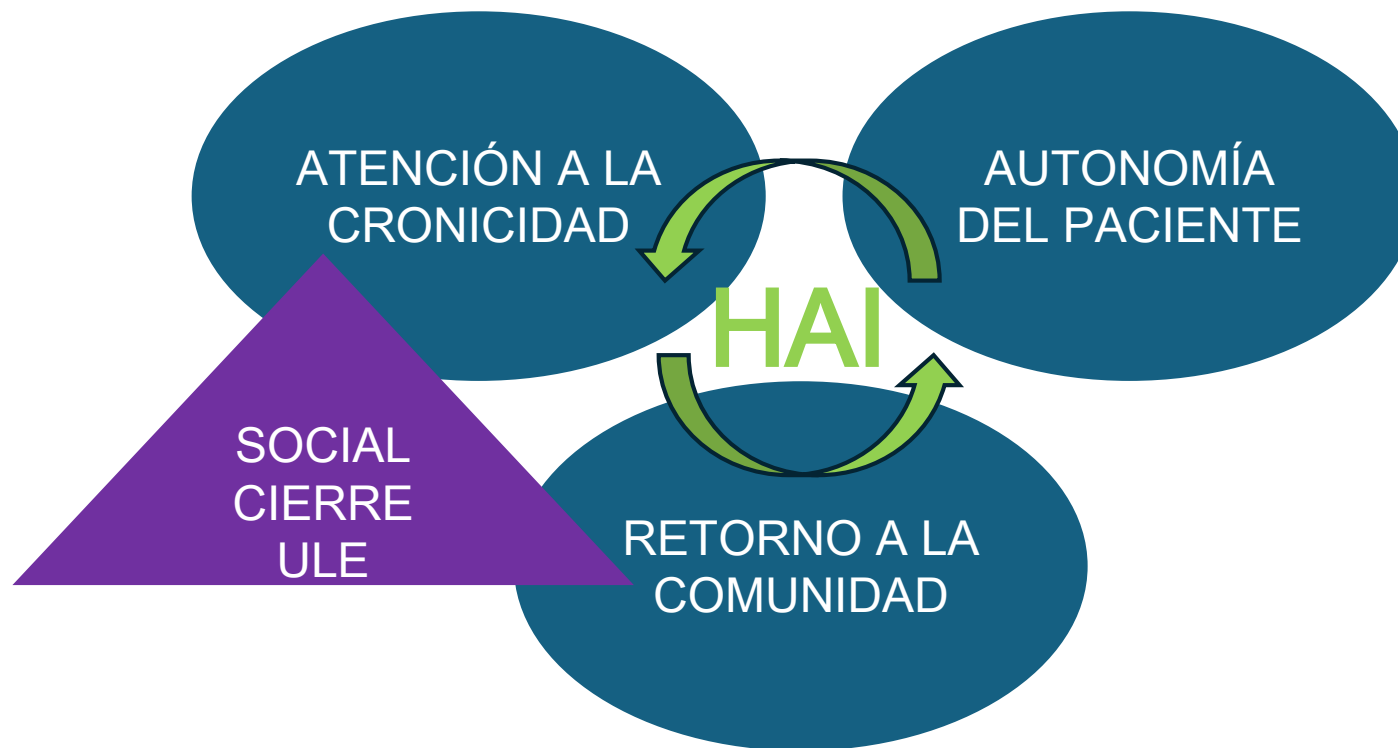 ATENCIÓN A LA
CRONICIDAD
AUTONOMÍA
DEL PACIENTE
HAI
SOCIAL
CIERRE
ULE
RETORNO A LA
COMUNIDAD